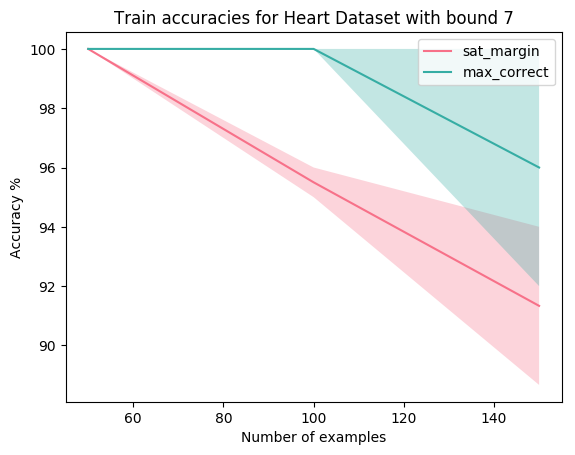 Train accuracies for Heart Dataset with bound 7
sat_margin
max_correct
Accuracy %
100
98
96
94
92
90
60 80 100 120 140
Number of examples